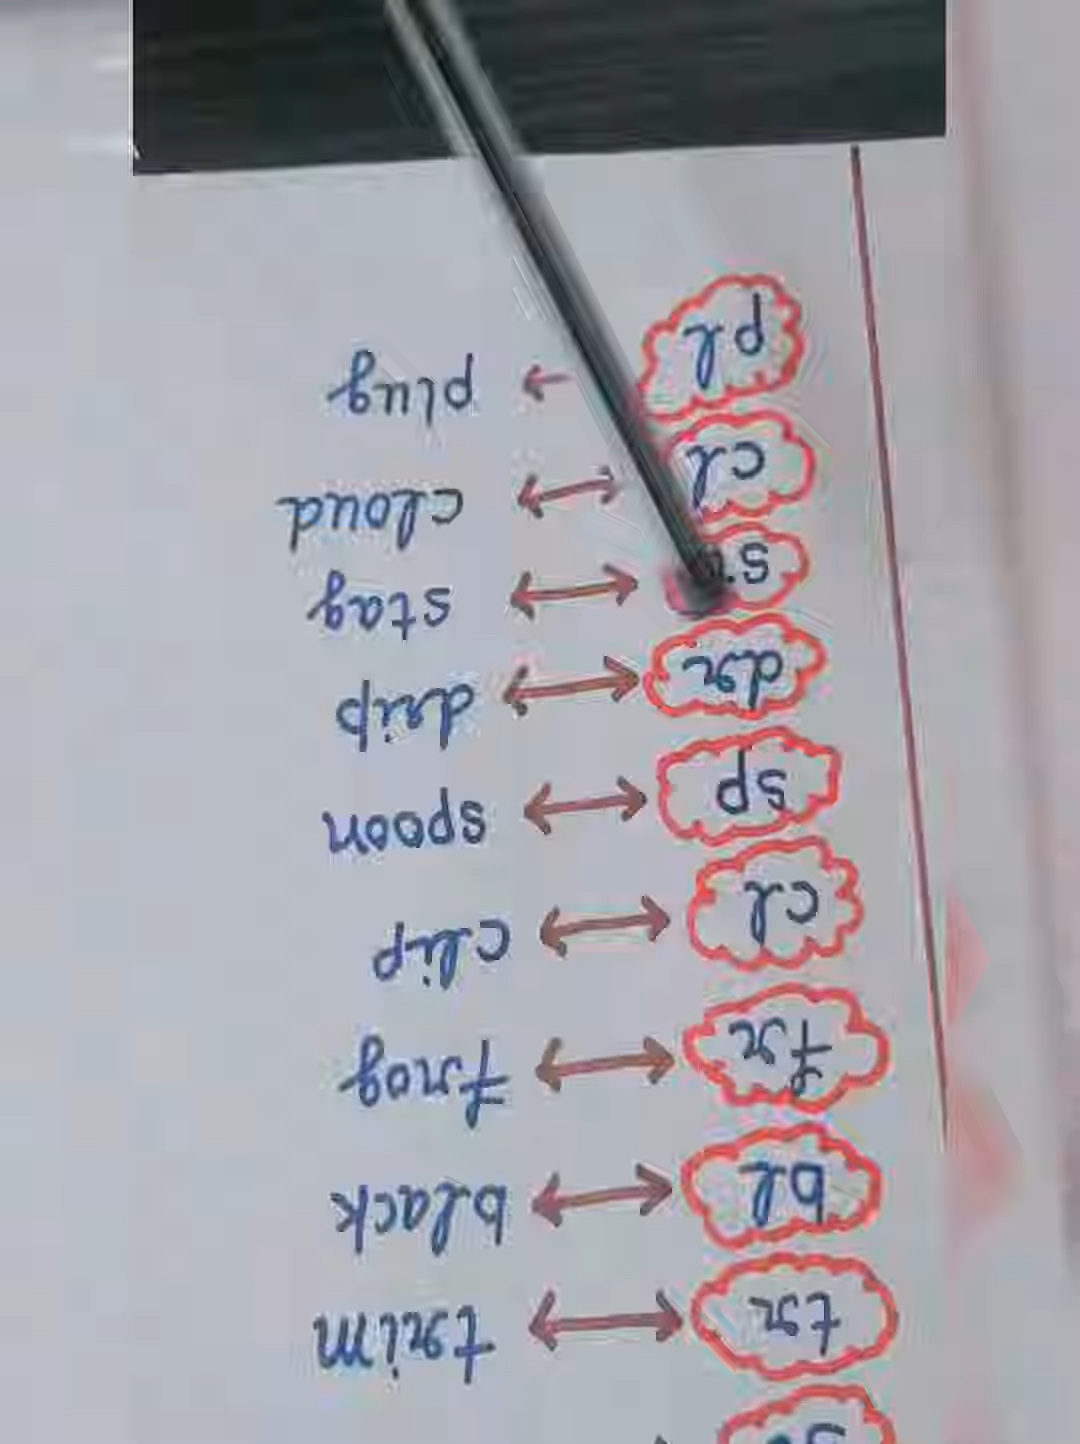 tr trim
bl black
fr frog
cl clip
sp spoon
dr drip
stag
cl cloud
pl plug